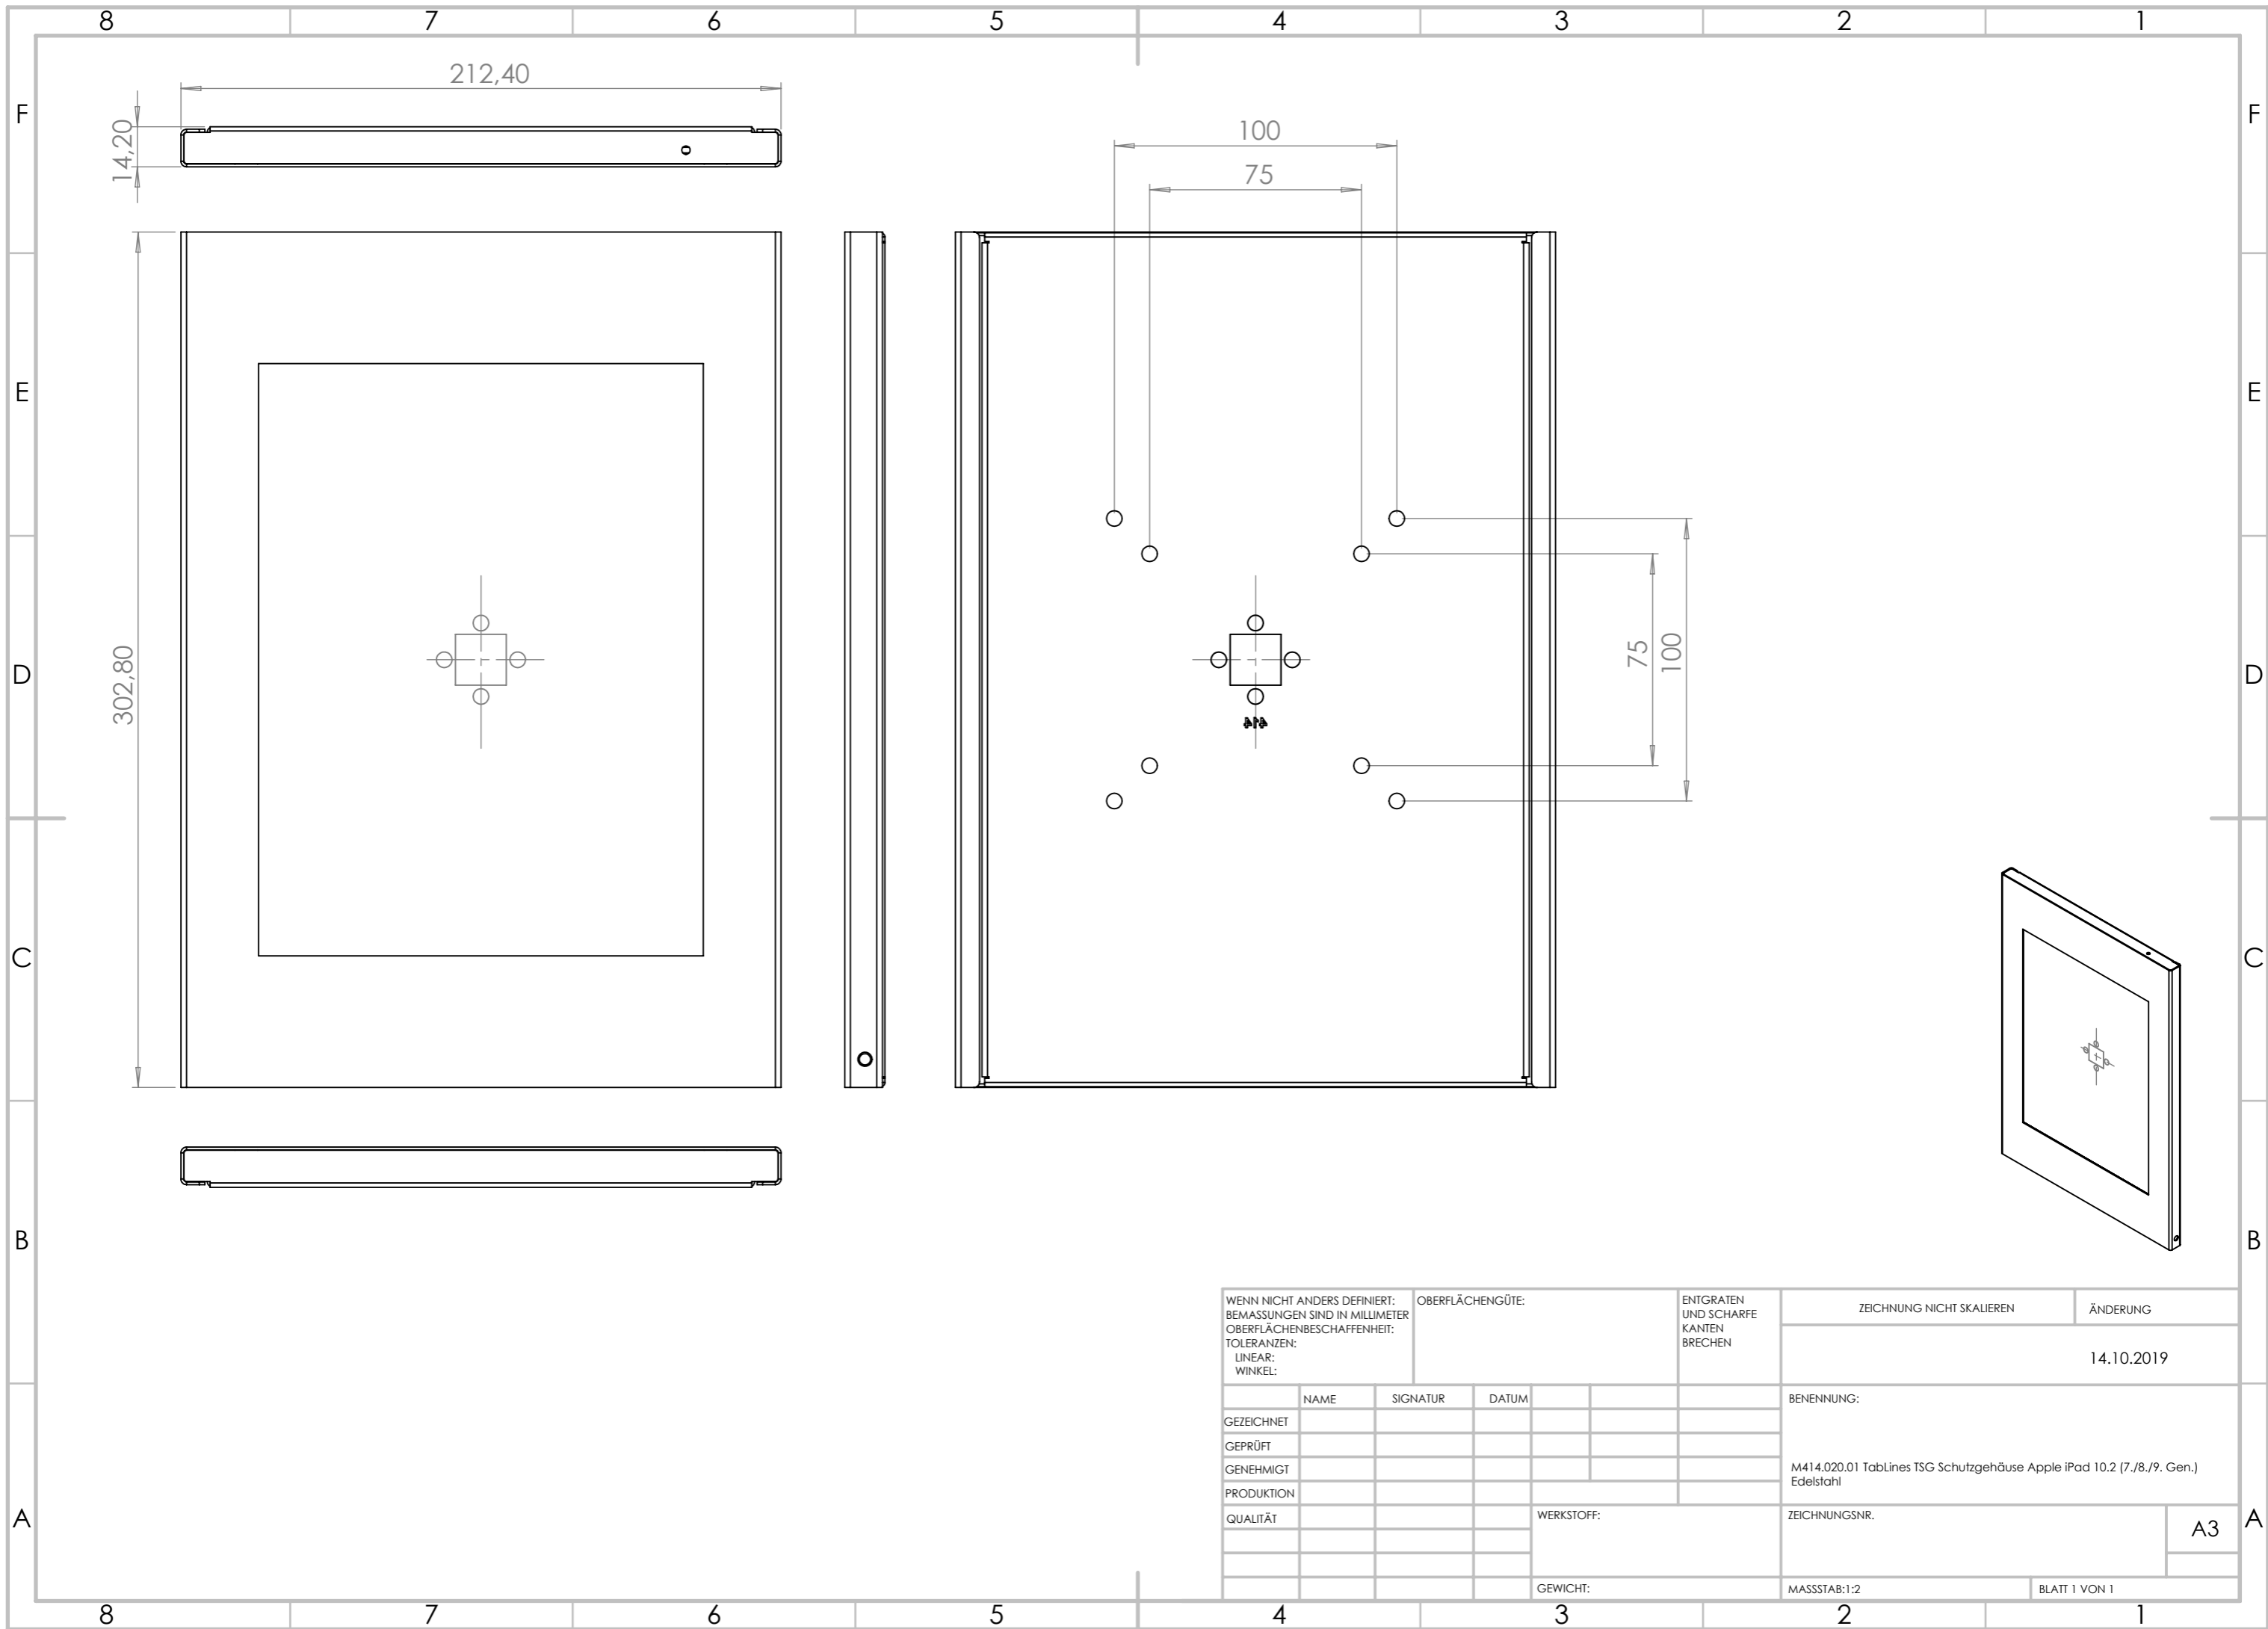 8 7 6 5 4 3 2 1
F F
E E
D D
C C
B B
A A
212,40
14,20
302,80
100
75
75
100
414
WENN NICHT ANDERS DEFINIERT:
BEMASSUNGEN SIND IN MILLIMETER
OBERFLÄCHENBESCHAFFENHEIT:
TOLERANZEN:
LINEAR:
WINKEL:
OBERFLÄCHENGÜTE:
ENTGRATEN
UND SCHARFE
KANTEN
BRECHEN
ZEICHNUNG NICHT SKALIEREN
ÄNDERUNG
14.10.2019
NAME SIGNATUR DATUM
GEZEICHNET
GEPRÜFT
GENEHMIGT
PRODUKTION
QUALITÄT
BENENNUNG:
M414.020.01 TabLines TSG Schutzgehäuse Apple iPad 10.2 (7./8./9. Gen.)
Edelstahl
WERKSTOFF:
ZEICHNUNGSNR.
A3
GEWICHT:
MASSSTAB:1:2
BLATT 1 VON 1
8 7 6 5 4 3 2 1